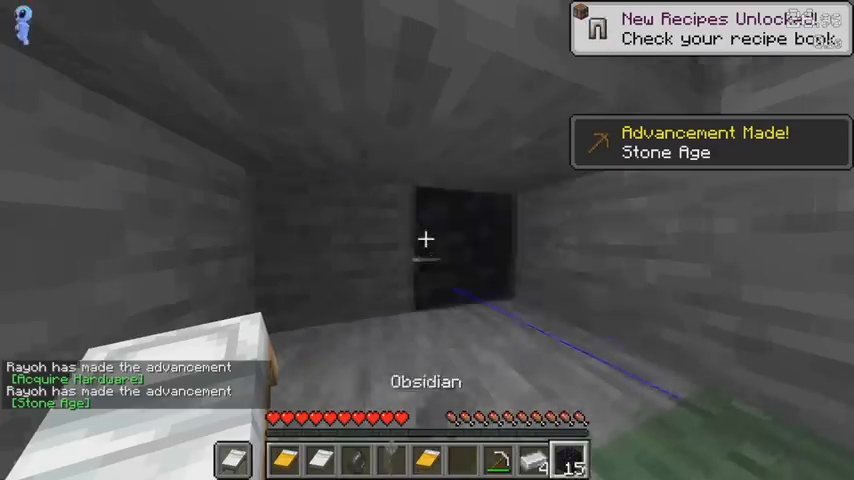 New Recipes Unlocked!
Check your recipe book
Advancement Made!
Stone Age
Obsidian
Rayoh has made the advancement
[Acquire Hardware]
Rayoh has made the advancement
[Stone Age]
4
15